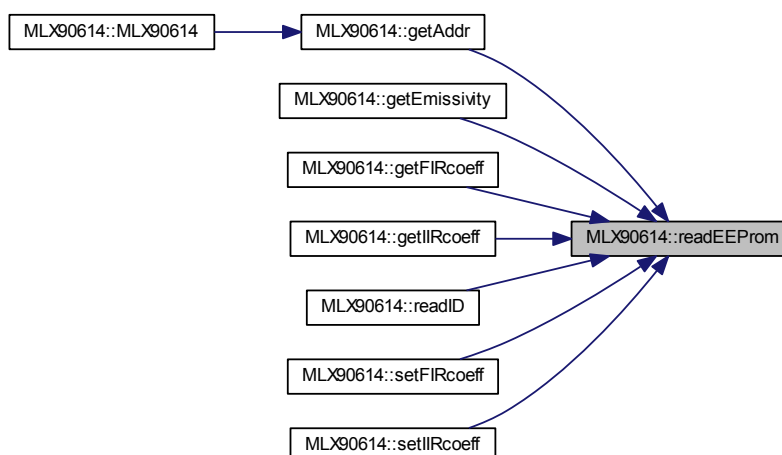 MLX90614::MLX90614
MLX90614::getAddr
MLX90614::getEmissivity
MLX90614::getFIRcoeff
MLX90614::readEEProm
MLX90614::getIIRcoeff
MLX90614::readID
MLX90614::setFIRcoeff
MLX90614::setIIRcoeff